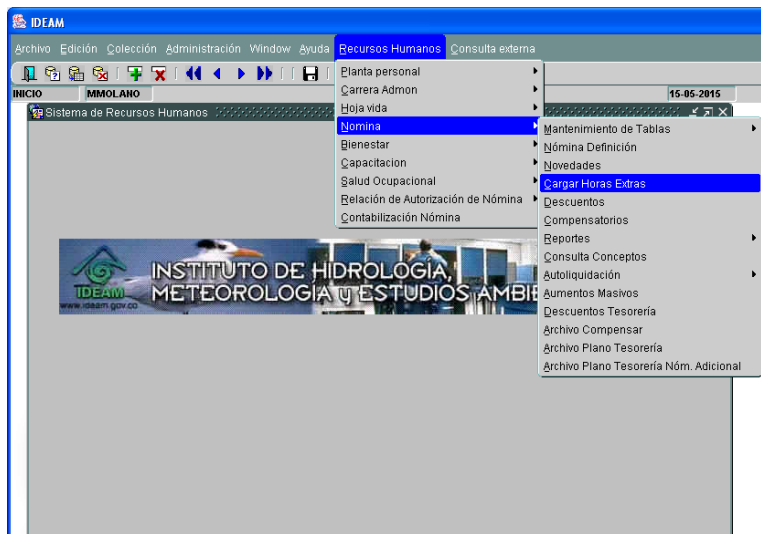 IDEAM
Archivo Edición Colección Administración Window Ayuda Recursos Humanos Consulta externa
INICIO MMOLANO 15-05-2015
Sistema de Recursos Humanos
Planta personal
Carrera Admon
Hoja vida
Nomina
Bienestar
Capacitacion
Salud Ocupacional
Relación de Autorización de Nómina
Contabilización Nómina
Mantenimiento de Tablas
Nómina Definición
Novedades
Cargar Horas Extras
Descuentos
Compensatorios
Reportes
Consulta Conceptos
Autoliquidación
Aumentos Masivos
Descuentos Tesorería
Archivo Compensar
Archivo Plano Tesorería
Archivo Plano Tesorería Nóm. Adicional
INSTITUTO DE HIDROLOGÍA,
METEOROLOGÍA y ESTUDIOS AMBIE
IDEAM
www.ideam.gov.co